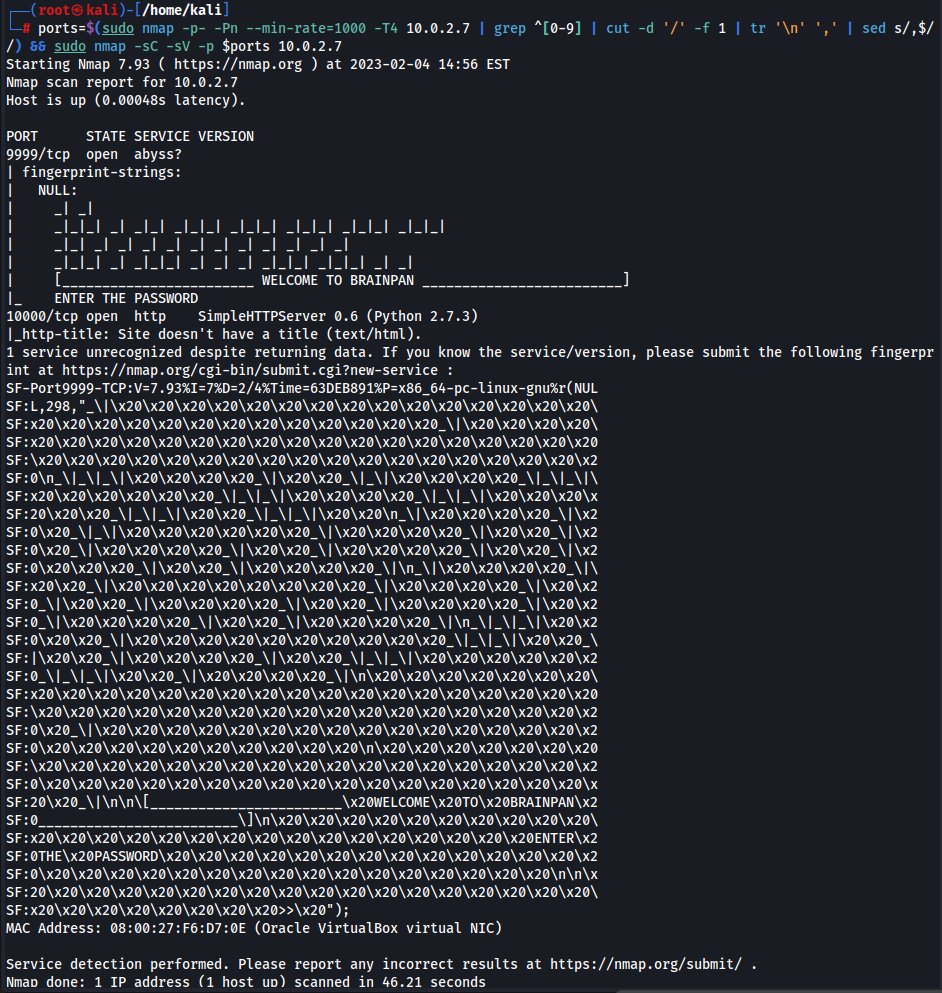 ┌──(root㉿kali)-[/home/kali]
└─# ports=$(sudo nmap -p- -Pn --min-rate=1000 -T4 10.0.2.7 | grep ^[0-9] | cut -d '/' -f 1 | tr '\n' ',' | sed s/,$/
/) && sudo nmap -sC -sV -p $ports 10.0.2.7
Starting Nmap 7.93 ( https://nmap.org ) at 2023-02-04 14:56 EST
Nmap scan report for 10.0.2.7
Host is up (0.00048s latency).

PORT      STATE SERVICE VERSION
9999/tcp  open  abyss?
| fingerprint-strings:
|   NULL:
|     _| _|
|     _|_|_| _| _|_| _|_|_| _|_|_| _|_|_| _|_|_| _|_|_|
|     _|_| _| _| _| _| _| _| _| _| _| _| _|
|     _|_|_| _| _|_|_| _| _| _| _|_|_| _|_|_| _| _|
|     [________________________ WELCOME TO BRAINPAN _________________________]
|_    ENTER THE PASSWORD
10000/tcp open  http    SimpleHTTPServer 0.6 (Python 2.7.3)
|_http-title: Site doesn't have a title (text/html).
1 service unrecognized despite returning data. If you know the service/version, please submit the following fingerpr
int at https://nmap.org/cgi-bin/submit.cgi?new-service :
SF-Port9999-TCP:V=7.93%I=7%D=2/4%Time=63DEB891%P=x86_64-pc-linux-gnu%r(NUL
SF:L,298,"_\|\x20\x20\x20\x20\x20\x20\x20\x20\x20\x20\x20\x20\x20\x20\x20\
SF:x20\x20\x20\x20\x20\x20\x20\x20\x20\x20\x20\x20_\|\x20\x20\x20\x20\
SF:x20\x20\x20\x20\x20\x20\x20\x20\x20\x20\x20\x20\x20\x20\x20\x20\x20\x20
SF:\x20\x20\x20\x20\x20\x20\x20\x20\x20\x20\x20\x20\x20\x20\x20\x20\x20\x2
SF:0\n_\|_\|_\|\x20\x20\x20\x20_\|\x20\x20_\|_\|\x20\x20\x20\x20_\|_\|_\|\
SF:x20\x20\x20\x20\x20\x20_\|_\|_\|\x20\x20\x20\x20_\|_\|_\|\x20\x20\x20\x
SF:20\x20\x20_\|_\|_\|\x20\x20_\|_\|_\|\x20\x20\n_\|\x20\x20\x20\x20_\|\x2
SF:0\x20_\|_\|\x20\x20\x20\x20\x20\x20_\|\x20\x20\x20\x20_\|\x20\x20_\|\x2
SF:0\x20_\|\x20\x20\x20\x20_\|\x20\x20_\|\x20\x20\x20\x20_\|\x20\x20_\|\x2
SF:0\x20\x20\x20_\|\x20\x20_\|\x20\x20\x20\x20_\|\n_\|\x20\x20\x20\x20_\|\
SF:x20\x20_\|\x20\x20\x20\x20\x20\x20\x20\x20_\|\x20\x20\x20\x20_\|\x20\x2
SF:0_\|\x20\x20_\|\x20\x20\x20\x20_\|\x20\x20_\|\x20\x20\x20\x20_\|\x20\x2
SF:0_\|\x20\x20\x20\x20_\|\x20\x20_\|\x20\x20\x20\x20_\|\n_\|_\|_\|\x20\x2
SF:0\x20\x20_\|\x20\x20\x20\x20\x20\x20\x20\x20\x20\x20_\|_\|_\|\x20\x20_\
SF:|\x20\x20_\|\x20\x20\x20\x20_\|\x20\x20_\|_\|_\|\x20\x20\x20\x20\x20\x2
SF:0_\|_\|_\|\x20\x20_\|\x20\x20\x20\x20_\|\n\x20\x20\x20\x20\x20\x20\x20\
SF:x20\x20\x20\x20\x20\x20\x20\x20\x20\x20\x20\x20\x20\x20\x20\x20\x20\x20
SF:\x20\x20\x20\x20\x20\x20\x20\x20\x20\x20\x20\x20\x20\x20\x20\x20\x20\x2
SF:0\x20_\|\x20\x20\x20\x20\x20\x20\x20\x20\x20\x20\x20\x20\x20\x20\x20\x2
SF:0\x20\x20\x20\x20\x20\x20\x20\x20\x20\x20\n\x20\x20\x20\x20\x20\x20\x20
SF:\x20\x20\x20\x20\x20\x20\x20\x20\x20\x20\x20\x20\x20\x20\x20\x20\x20\x2
SF:0\x20\x20\x20\x20\x20\x20\x20\x20\x20\x20\x20\x20\x20\x20\x20\x20\x20\x
SF:20\x20_\|\n\n\[________________________\x20WELCOME\x20TO\x20BRAINPAN\x2
SF:0_________________________\]\n\x20\x20\x20\x20\x20\x20\x20\x20\x20\x20\
SF:x20\x20\x20\x20\x20\x20\x20\x20\x20\x20\x20\x20\x20\x20\x20\x20ENTER\x2
SF:0THE\x20PASSWORD\x20\x20\x20\x20\x20\x20\x20\x20\x20\x20\x20\x20\x20\x2
SF:0\x20\x20\x20\x20\x20\x20\x20\x20\x20\x20\x20\x20\x20\x20\x20\x20\n\n\x
SF:20\x20\x20\x20\x20\x20\x20\x20\x20\x20\x20\x20\x20\x20\x20\x20\x20\x20\
SF:x20\x20\x20\x20\x20\x20\x20\x20>>\x20");
MAC Address: 08:00:27:F6:D7:0E (Oracle VirtualBox virtual NIC)

Service detection performed. Please report any incorrect results at https://nmap.org/submit/ .
Nmap done: 1 IP address (1 host up) scanned in 46.21 seconds